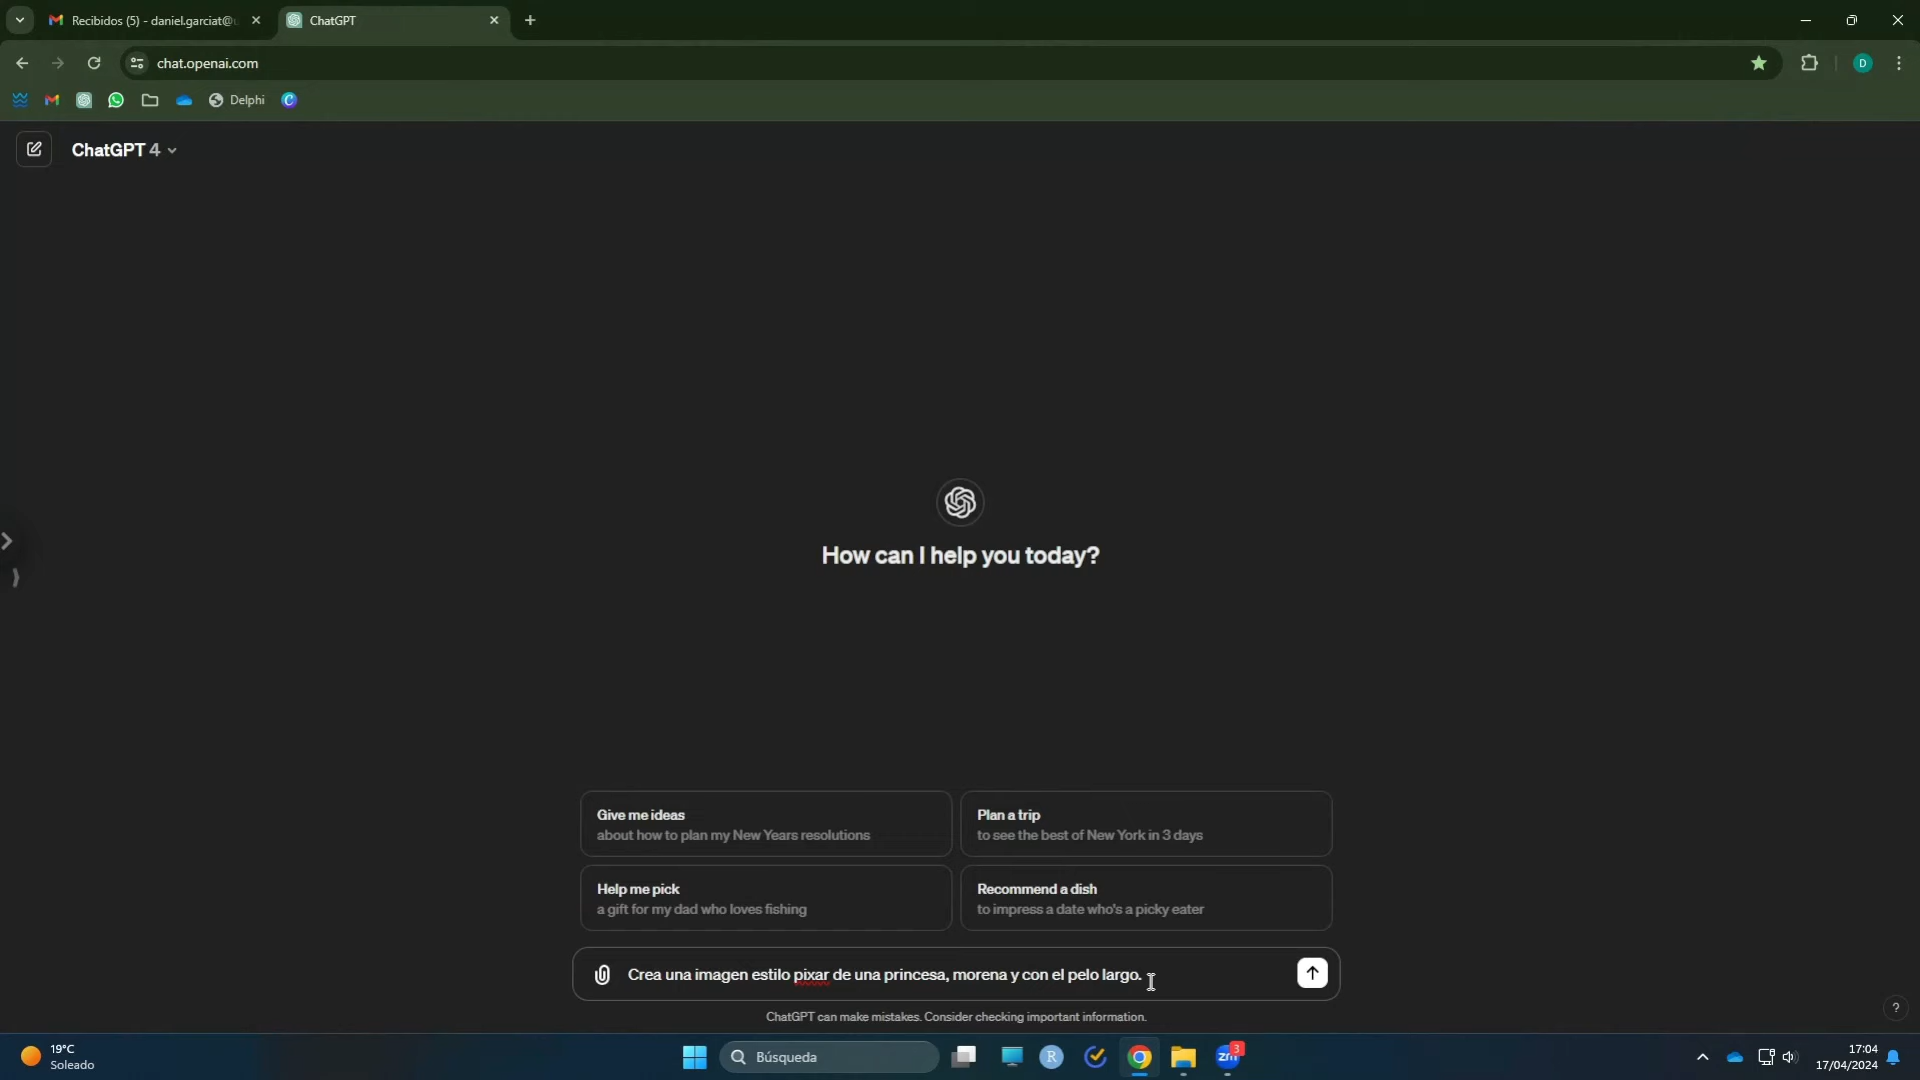 Recibidos (5) - daniel.garciat@
ChatGPT
chat.openai.com
D
Delphi
ChatGPT 4
How can I help you today?
Give me ideas
about how to plan my New Years resolutions
Plan a trip
to see the best of New York in 3 days
Help me pick
a gift for my dad who loves fishing
Recommend a dish
to impress a date who's a picky eater
Crea una imagen estilo pixar de una princesa, morena y con el pelo largo.
ChatGPT can make mistakes. Consider checking important information.
?
19°C
Soleado
Búsqueda
R
zm
3
17:04
17/04/2024